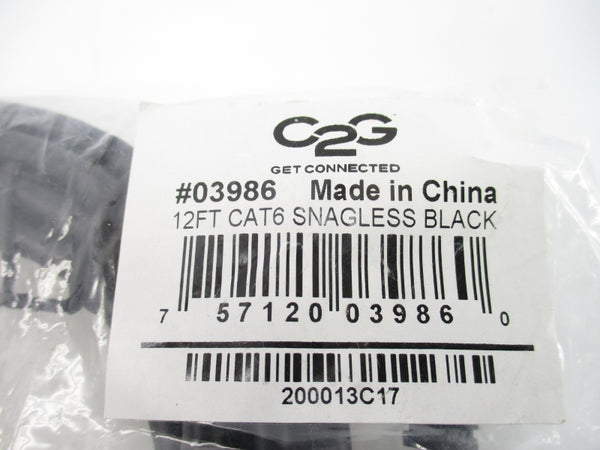 C2G
GET CONNECTED
#03986 Made in China
12FT CAT6 SNAGLESS BLACK
7 57120 03986 0
200013C17